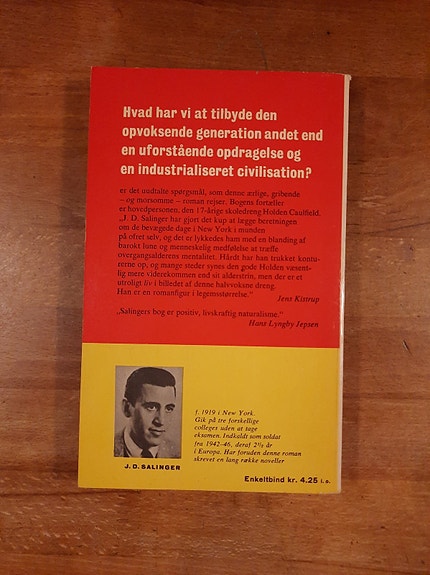 Hvad har vi at tilbyde den
opvoksende generation andet end
en uforstående opdragelse og
en industrialiseret civilisation?
er det uudtalte spørgsmål, som denne ærlige, gribende
– og morsomme – roman rejser. Bogens fortæller
er hovedpersonen, den 17-årige skoledreng Holden Caulfield.
„J. D. Salinger har gjort det kup at lægge beretningen
om de bevægede dage i New York i munden
på ofret selv, og det er lykkedes ham med en blanding af
barokt lune og menneskelig medfølelse at træffe
overgangsalderens mentalitet. Hårdt har han trukket kontu-
rerne op, og mange steder synes den gode Holden væsent-
lig mere viderekommen end sit alderstrin, men der er et
utroligt liv i billedet af denne halvvoksne dreng.
Han er en romanfigur i legemsstørrelse."
Jens Kistrup
„Salingers bog er positiv, livskraftig naturalisme."
Hans Lyngby Jepsen
f. 1919 i New York.
Gik på tre forskellige
colleges uden at tage
eksamen. Indkaldt som soldat
fra 1942-46, deraf 2½ år
i Europa. Har foruden denne roman
skrevet en lang række noveller
J. D. SALINGER
Enkeltbind kr. 4.25 i. o.